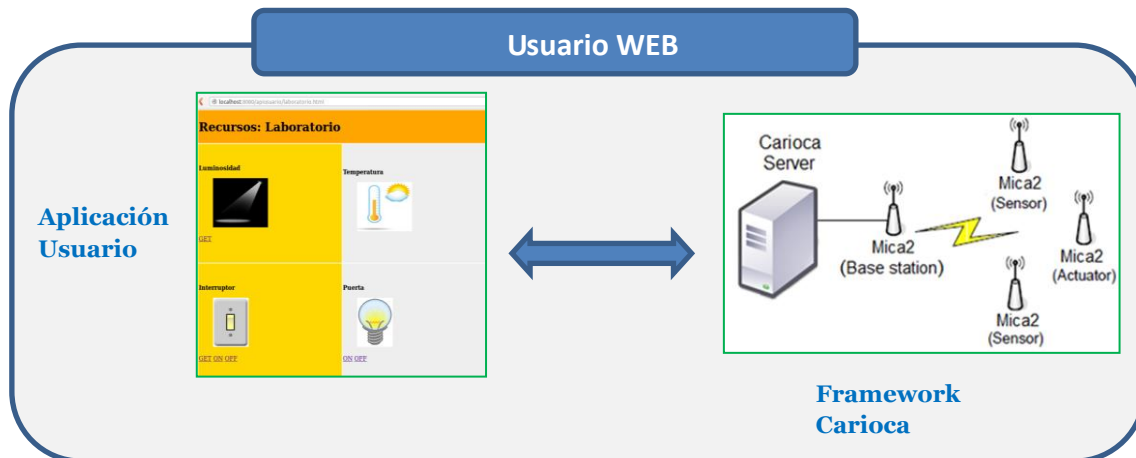 Usuario WEB
localhost
Recursos: Laboratorio
Luminosidad
Temperatura
GET
Interruptor
Puerta
GET ON OFF
ON OFF
Aplicación
Usuario
Carioca
Server
Mica2
(Base station)
Mica2
(Sensor)
Mica2
(Actuator)
Mica2
(Sensor)
Framework
Carioca